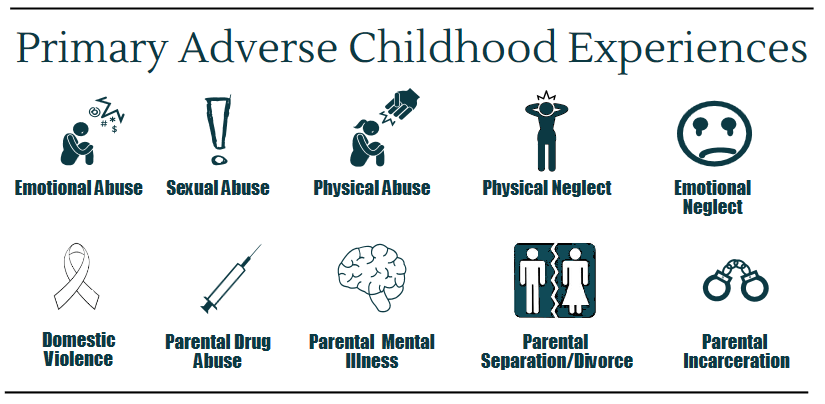 Primary Adverse Childhood Experiences
# * $
Emotional Abuse
Sexual Abuse
Physical Abuse
Physical Neglect
Emotional
Neglect
Domestic
Violence
Parental Drug
Abuse
Parental Mental
Illness
Parental
Separation/Divorce
Parental
Incarceration